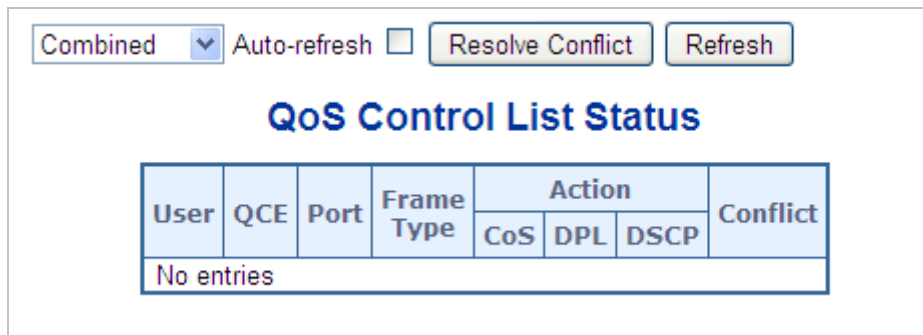 Combined Auto-refresh Resolve Conflict Refresh
QoS Control List Status
User QCE Port Frame Type Action Conflict
CoS DPL DSCP
No entries